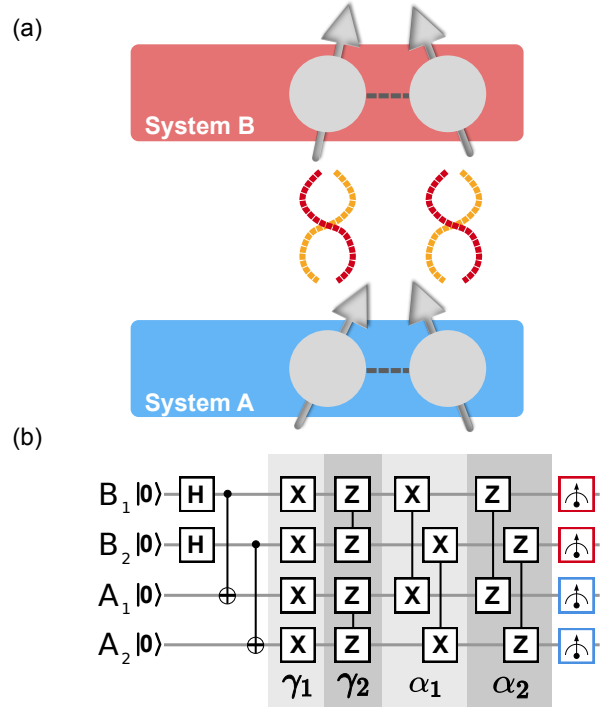 (a)
System B
System A
(b)
B1 |0⟩ H X Z X Z
B2 |0⟩ H X Z X Z
A1 |0⟩ X Z X Z
A2 |0⟩ X Z X Z
γ1 γ2 α1 α2